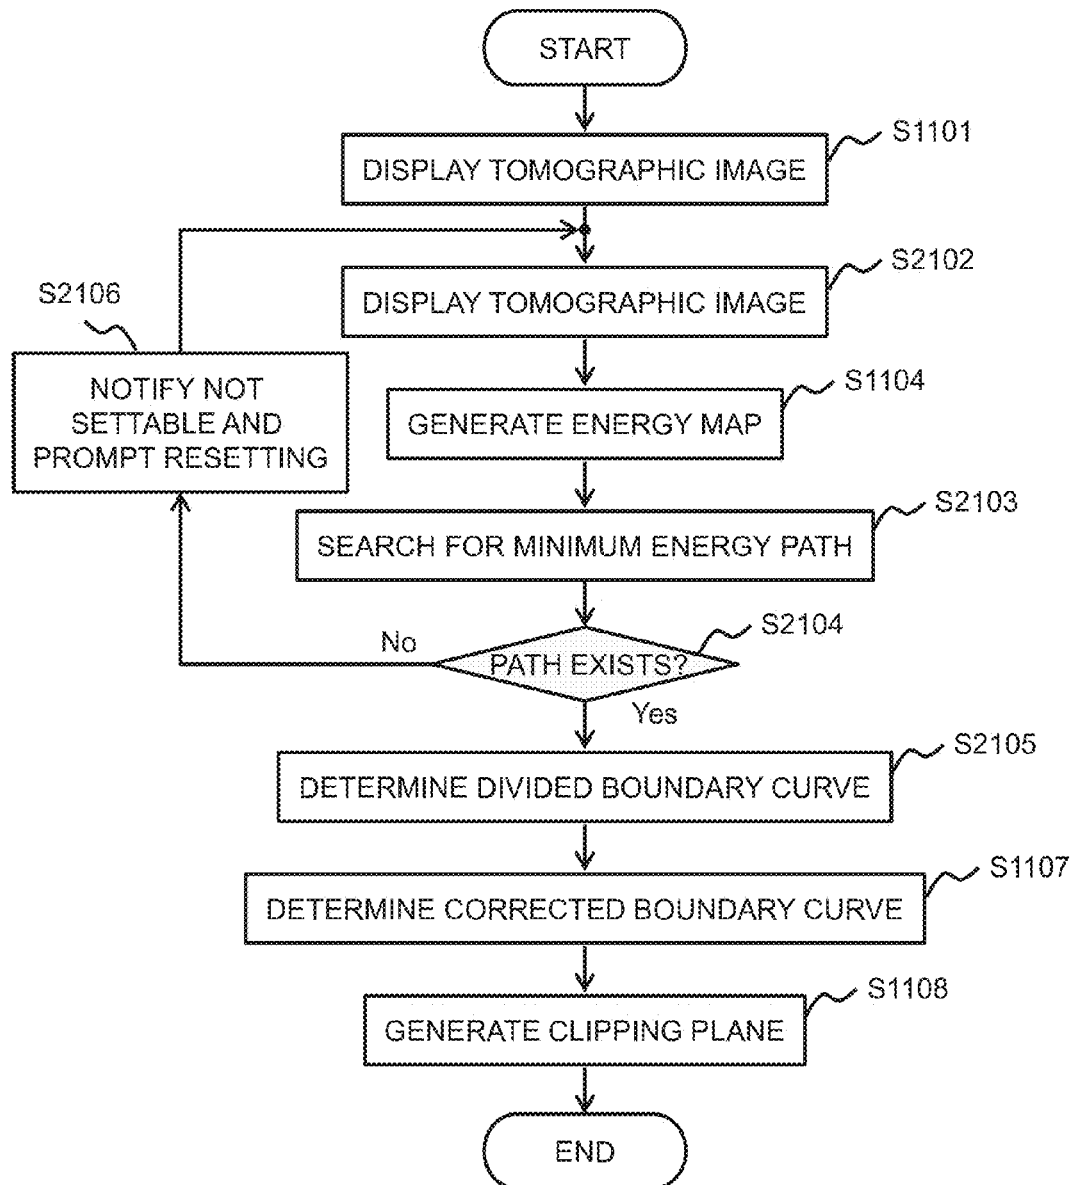 START
S1101
DISPLAY TOMOGRAPHIC IMAGE
S2102
DISPLAY TOMOGRAPHIC IMAGE
S2106
NOTIFY NOT
SETTABLE AND
PROMPT RESETTING
S1104
GENERATE ENERGY MAP
S2103
SEARCH FOR MINIMUM ENERGY PATH
S2104
No
PATH EXISTS?
Yes
S2105
DETERMINE DIVIDED BOUNDARY CURVE
S1107
DETERMINE CORRECTED BOUNDARY CURVE
S1108
GENERATE CLIPPING PLANE
END